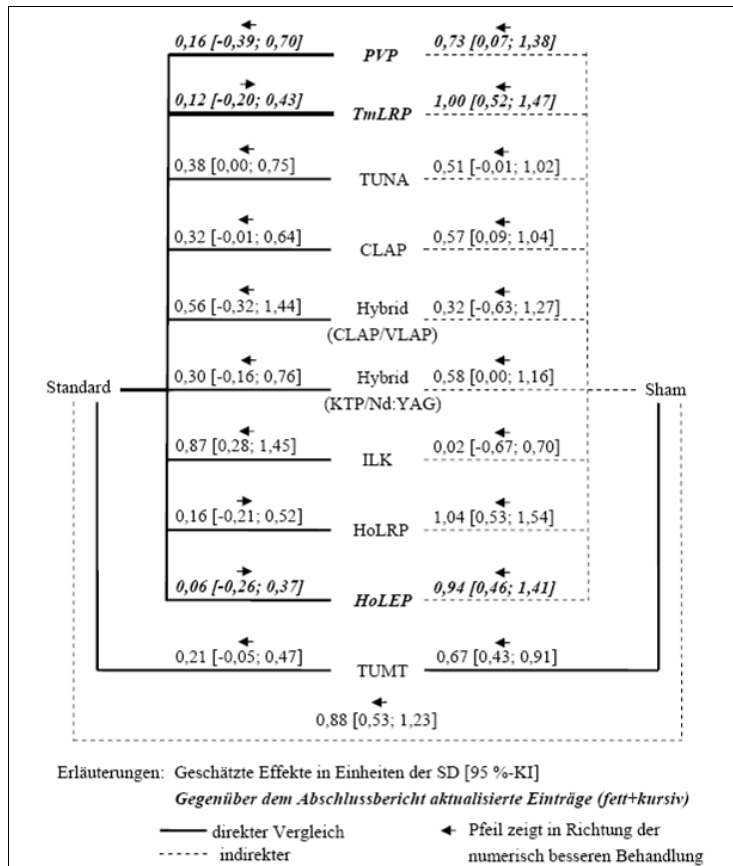 0,16 [-0,39; 0,70] PVP 0,73 [0,07; 1,38]
0,12 [-0,20; 0,43] TmLRP 1,00 [0,52; 1,47]
0,38 [0,00; 0,75] TUNA 0,51 [-0,01; 1,02]
0,32 [-0,01; 0,64] CLAP 0,57 [0,09; 1,04]
0,56 [-0,32; 1,44] Hybrid 0,32 [-0,63; 1,27]
(CLAP/VLAP)
0,30 [-0,16; 0,76] Hybrid 0,58 [0,00; 1,16]
Standard (KTP/Nd:YAG) Sham
0,87 [0,28; 1,45] ILK 0,02 [-0,67; 0,70]
0,16 [-0,21; 0,52] HoLRP 1,04 [0,53; 1,54]
0,06 [-0,26; 0,37] HoLEP 0,94 [0,46; 1,41]
0,21 [-0,05; 0,47] TUMT 0,67 [0,43; 0,91]
0,88 [0,53; 1,23]
Erläuterungen: Geschätzte Effekte in Einheiten der SD [95 %-KI]
Gegenüber dem Abschlussbericht aktualisierte Einträge (fett+kursiv)
direkter Vergleich Pfeil zeigt in Richtung der
indirekter numerisch besseren Behandlung